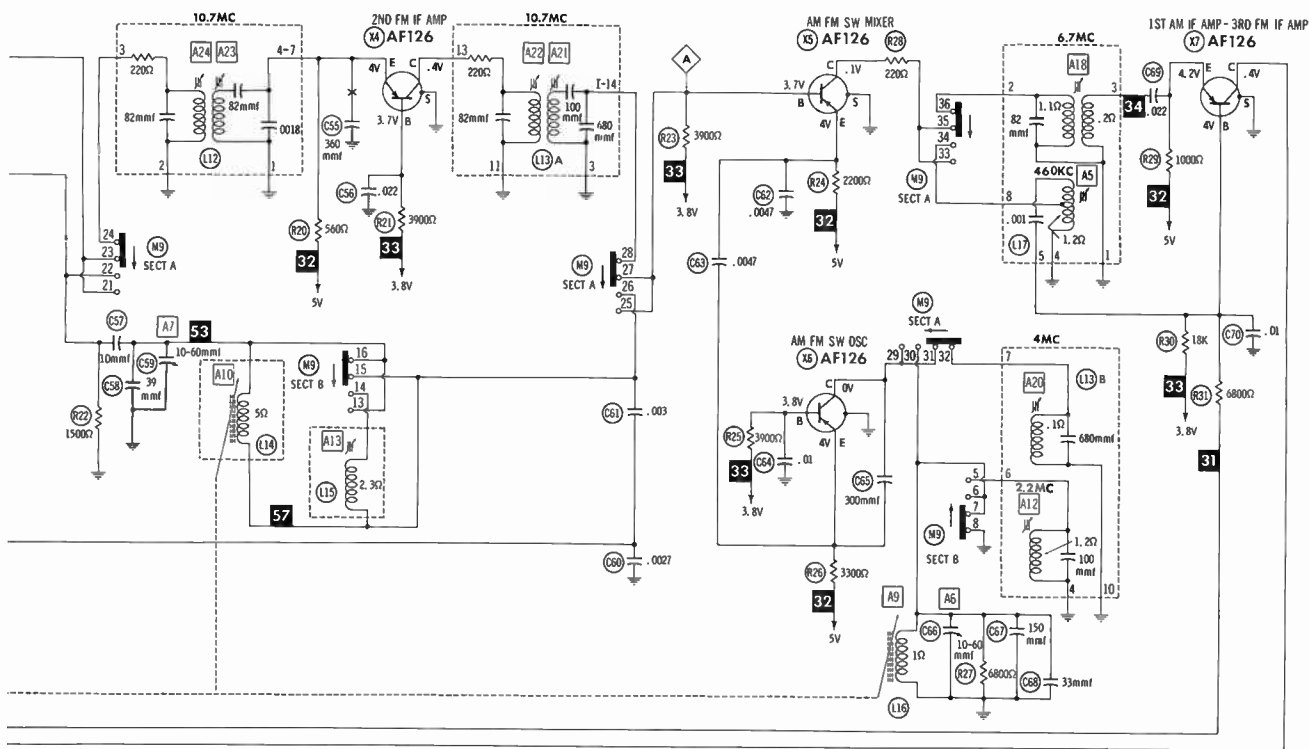 10.7MC
3
A24 A23
4-7
220Ω
82mmf
82mmf
.0018
2
L12
1
2ND FM IF AMP
X4 AF126
4V
E
C
.4V
S
3.7V
B
C55
360
mmf
C56
.022
R20
560Ω
32
5V
R21
3900Ω
33
3.8V
10.7MC
13
A22 A21
1-14
220Ω
100
mmf
82mmf
680
mmf
11
L13 A
3
24
23
22
21
M9
SECT A
28
27
26
25
M9
SECT A
A
R23
3900Ω
33
3.8V
AM FM SW MIXER
X5 AF126
R28
220Ω
C
.1V
3.7V
B
S
4V
E
C62
.0047
R24
2200Ω
32
5V
C63
.0047
36
35
34
33
M9
SECT A
6.7MC
A18
2
3
1.1Ω
82
mmf
.2Ω
460KC
A5
8
.001
1.2Ω
L17
5
4
1
34
C69
.022
R29
1000Ω
32
5V
1ST AM IF AMP-3RD FM IF AMP
X7 AF126
4.2V
E
C
.4V
S
B
C70
.01
R30
18K
33
3.8V
R31
6800Ω
31
C57
10mmf
A7
53
C59
10-60mmf
C58
39
mmf
R22
1500Ω
A10
5Ω
L14
M9
SECT B
16
15
14
13
A13
L15
2.3Ω
57
C61
.003
C60
.0027
AM FM SW OSC
X6 AF126
C
0V
3.8V
B
4V
E
R25
3900Ω
33
3.8V
C64
.01
C65
300mmf
R26
3300Ω
32
5V
M9
SECT A
29
30
31
32
5
6
7
8
M9
SECT B
4MC
7
A20
L13 B
.1Ω
680mmf
6
2.2MC
A12
1.2Ω
100
mmf
4
10
A9
1Ω
L16
A6
C66
10-60
mmf
R27
6800Ω
C67
150
mmf
C68
33mmf